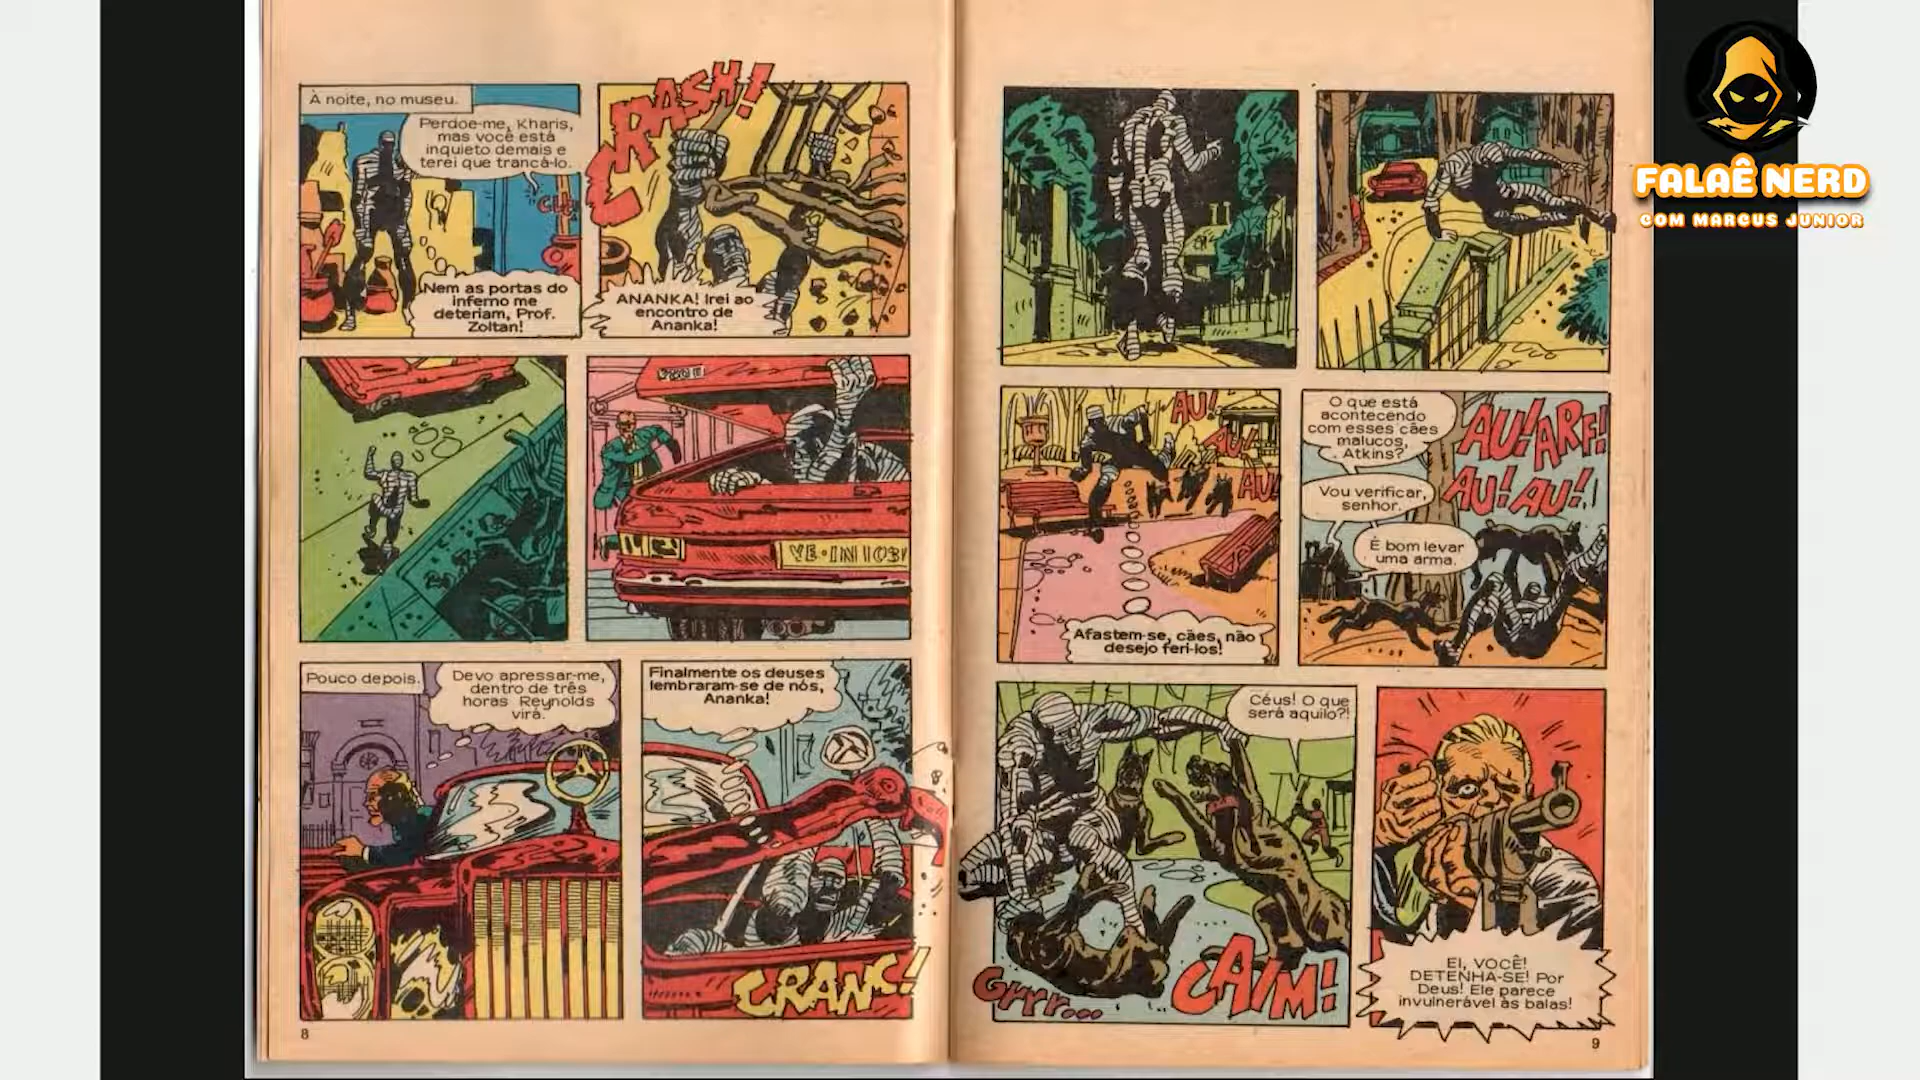 À noite, no museu.
Perdoe-me, Kharis,
mas você está
inquieto demais e
terei que trancá-lo.
Nem as portas do
inferno me
deteriam, Prof.
Zoltan!
CRASH!
ANANKA! Irei ao
encontro de
Ananka!
VE·IN1031
Pouco depois.
Devo apressar-me,
dentro de três
horas Reynolds
virá.
Finalmente os deuses
lembraram-se de nós,
Ananka!
CRANC!
8
AU!
AU!
AU!
Afastem-se, cães, não
desejo feri-los!
O que está
acontecendo
com esses cães
malucos,
Atkins?
AU! ARF!
AU! AU!
Vou verificar,
senhor.
É bom levar
uma arma.
Céus! O que
será aquilo?!
Grrr...
CAIM!
EI, VOCÊ!
DETENHA-SE! Por
Deus! Ele parece
invulnerável às balas!
9
FALAÊ NERD
COM MARCUS JUNIOR